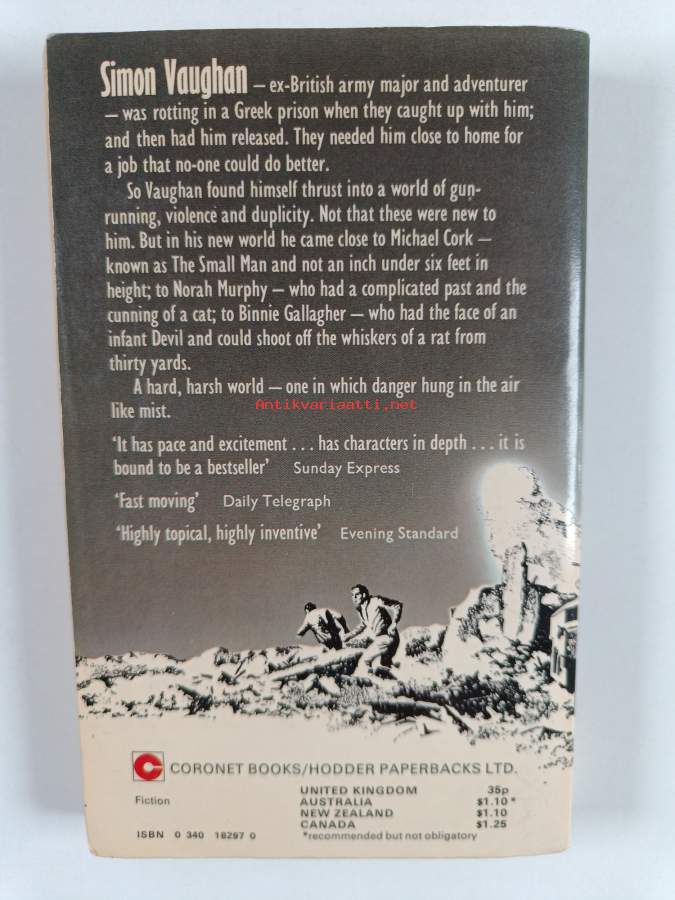 Simon Vaughan — ex-British army major and adventurer
— was rotting in a Greek prison when they caught up with him;
and then had him released. They needed him close to home for
a job that no-one could do better.
So Vaughan found himself thrust into a world of gun-
running, violence and duplicity. Not that these were new to
him. But in his new world he came close to Michael Cork —
known as The Small Man and not an inch under six feet in
height; to Norah Murphy — who had a complicated past and the
cunning of a cat; to Binnie Gallagher — who had the face of an
infant Devil and could shoot off the whiskers of a rat from
thirty yards.
A hard, harsh world — one in which danger hung in the air
like mist.
Antikvariaatti.net
'It has pace and excitement . . . has characters in depth . . . it is
bound to be a bestseller' Sunday Express
'Fast moving' Daily Telegraph
'Highly topical, highly inventive' Evening Standard
CORONET BOOKS/HODDER PAPERBACKS LTD.
UNITED KINGDOM 35p
Fiction AUSTRALIA $1.10*
NEW ZEALAND $1.10
CANADA $1.25
ISBN 0 340 18297 0 *recommended but not obligatory